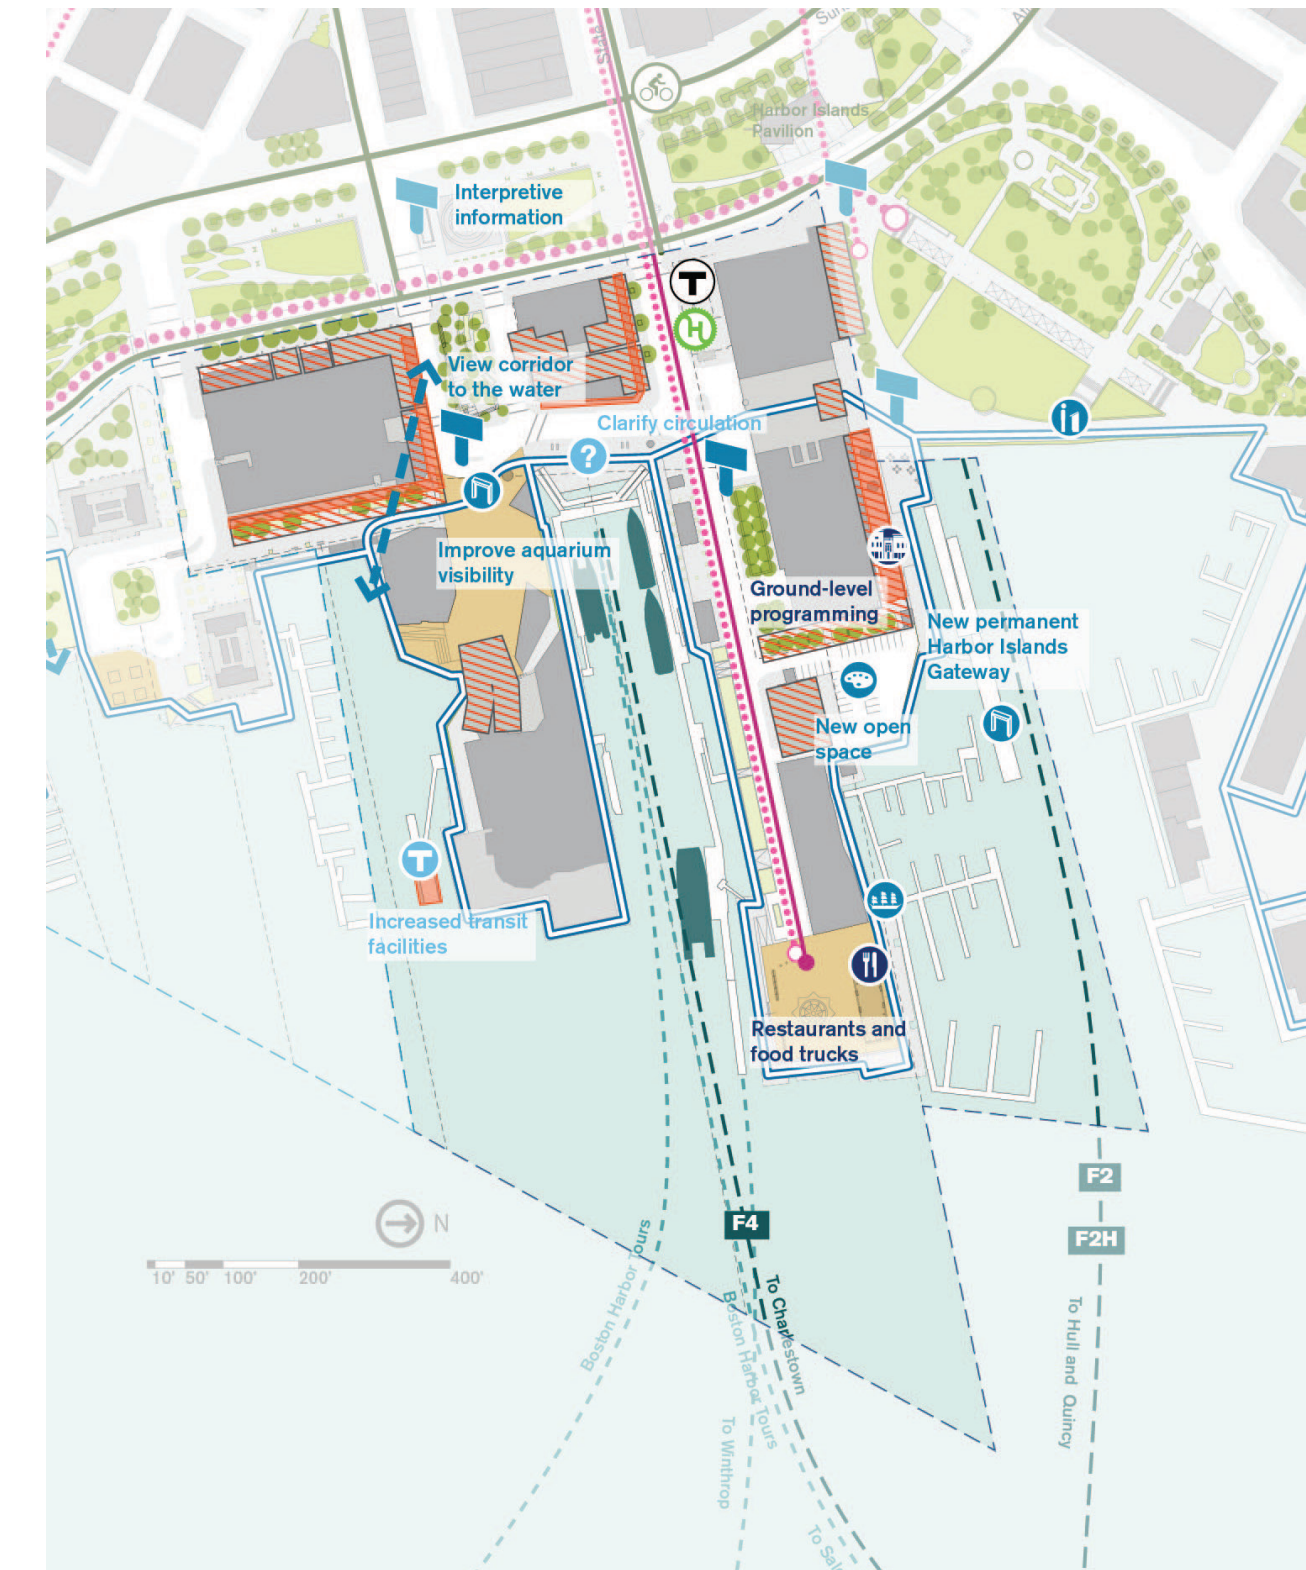 State
Harbor Islands
Pavilion
Interpretive
information
T
H
View corridor
to the water
Clarify circulation
?
Improve aquarium
visibility
Ground-level
programming
New permanent
Harbor Islands
Gateway
New open
space
T
Increased transit
facilities
Restaurants and
food trucks
F2
N
F4
F2H
10' 50' 100' 200' 400'
Boston Harbor Tours
To Charlestown
Boston Harbor Tours
To Hull and Quincy
To Winthrop